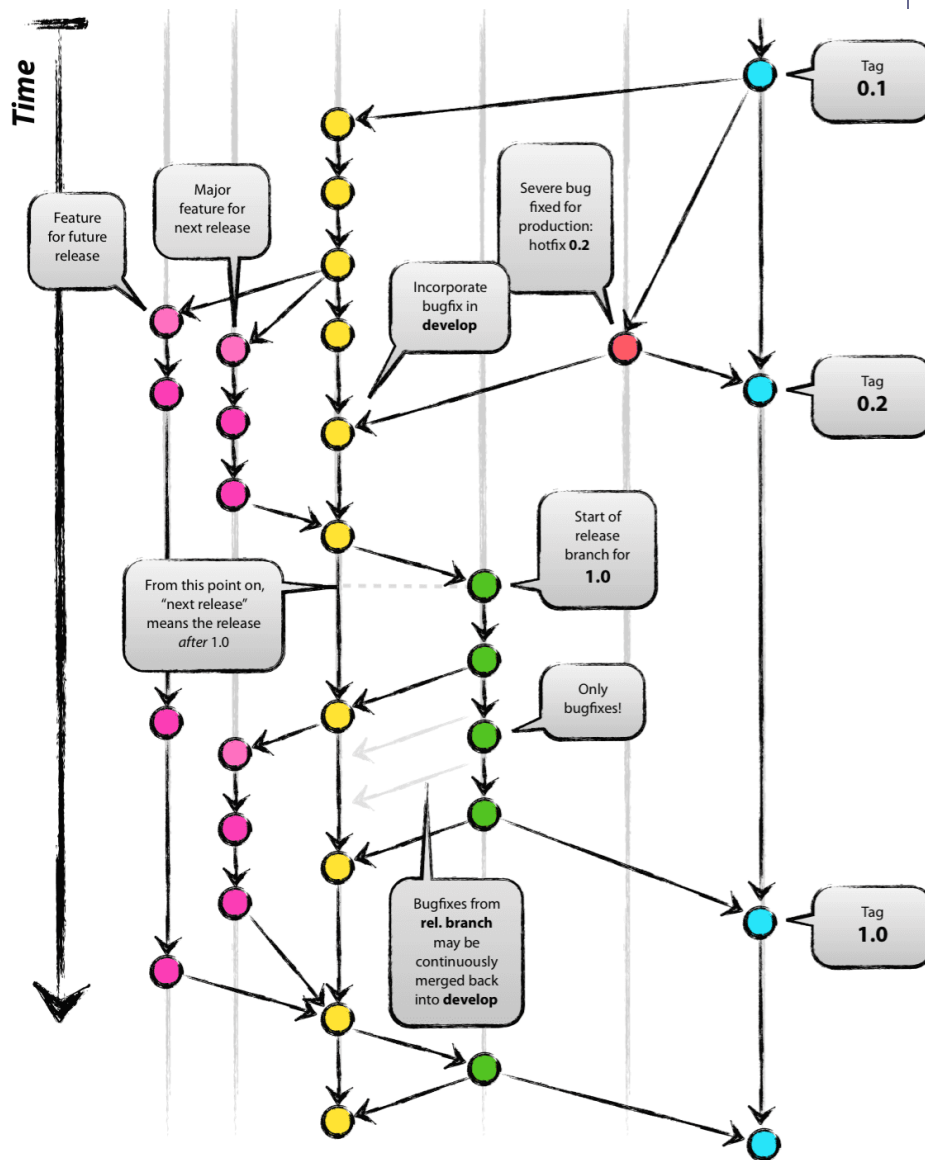 Time
Tag
0.1
Major
feature for
next release
Severe bug
fixed for
production:
hotfix 0.2
Feature
for future
release
Incorporate
bugfix in
develop
Tag
0.2
Start of
release
branch for
1.0
From this point on,
“next release”
means the release
after 1.0
Only
bugfixes!
Bugfixes from
rel. branch
may be
continuously
merged back
into develop
Tag
1.0